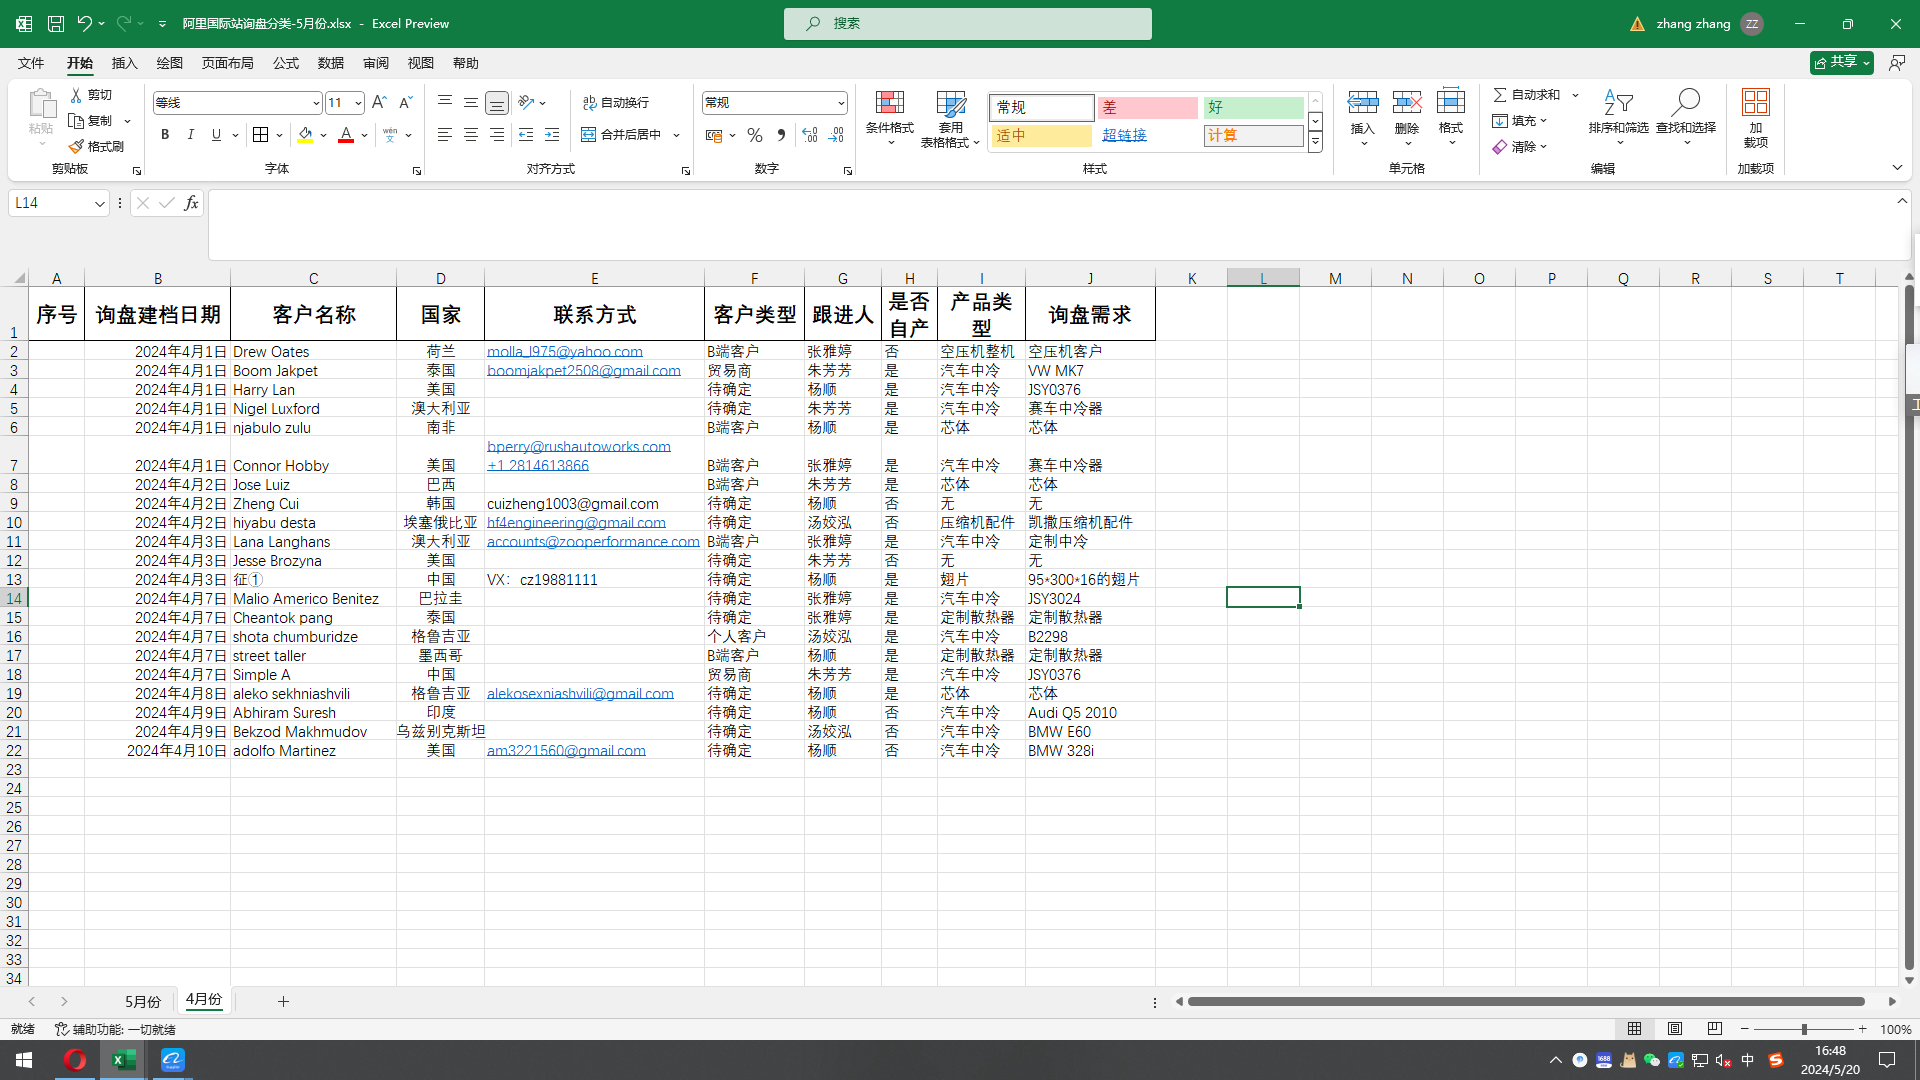 阿里国际站询盘分类-5月份.xlsx - Excel Preview
搜索
zhang zhang ZZ
文件 开始 插入 绘图 页面布局 公式 数据 审阅 视图 帮助
共享
粘贴 剪切 复制 格式刷 剪贴板
等线 11 B I U A wén 文 字体
自动换行 合并后居中 对齐方式
常规 % 数字
条件格式 套用表格格式 常规 差 好 适中 超链接 计算 样式
插入 删除 格式 单元格
自动求和 填充 清除 排序和筛选 查找和选择 编辑
加载项 加载项
L14 fx
A B C D E F G H I J K L M N O P Q R S T
1 序号 询盘建档日期 客户名称 国家 联系方式 客户类型 跟进人 是否自产 产品类型 询盘需求
2 2024年4月1日 Drew Oates 荷兰 molla_l975@yahoo.com B端客户 张雅婷 否 空压机整机 空压机客户
3 2024年4月1日 Boom Jakpet 泰国 boomjakpet2508@gmail.com 贸易商 朱芳芳 是 汽车中冷 VW MK7
4 2024年4月1日 Harry Lan 美国 待确定 杨顺 是 汽车中冷 JSY0376
5 2024年4月1日 Nigel Luxford 澳大利亚 待确定 朱芳芳 是 汽车中冷 赛车中冷器
6 2024年4月1日 njabulo zulu 南非 B端客户 杨顺 是 芯体 芯体
bperry@rushautoworks.com
7 2024年4月1日 Connor Hobby 美国 +1 2814613866 B端客户 张雅婷 是 汽车中冷 赛车中冷器
8 2024年4月2日 Jose Luiz 巴西 B端客户 朱芳芳 是 芯体 芯体
9 2024年4月2日 Zheng Cui 韩国 cuizheng1003@gmail.com 待确定 杨顺 否 无 无
10 2024年4月2日 hiyabu desta 埃塞俄比亚 hf4engineering@gmail.com 待确定 汤姣泓 否 压缩机配件 凯撒压缩机配件
11 2024年4月3日 Lana Langhans 澳大利亚 accounts@zooperformance.com B端客户 张雅婷 是 汽车中冷 定制中冷
12 2024年4月3日 Jesse Brozyna 美国 待确定 朱芳芳 否 无 无
13 2024年4月3日 征① 中国 VX：cz19881111 待确定 杨顺 是 翅片 95*300*16的翅片
14 2024年4月7日 Malio Americo Benitez 巴拉圭 待确定 张雅婷 是 汽车中冷 JSY3024
15 2024年4月7日 Cheantok pang 泰国 待确定 张雅婷 是 定制散热器 定制散热器
16 2024年4月7日 shota chumburidze 格鲁吉亚 个人客户 汤姣泓 是 汽车中冷 B2298
17 2024年4月7日 street taller 墨西哥 B端客户 杨顺 是 定制散热器 定制散热器
18 2024年4月7日 Simple A 中国 贸易商 朱芳芳 是 汽车中冷 JSY0376
19 2024年4月8日 aleko sekhniashvili 格鲁吉亚 alekosexniashvili@gmail.com 待确定 杨顺 是 芯体 芯体
20 2024年4月9日 Abhiram Suresh 印度 待确定 杨顺 否 汽车中冷 Audi Q5 2010
21 2024年4月9日 Bekzod Makhmudov 乌兹别克斯坦 待确定 汤姣泓 否 汽车中冷 BMW E60
22 2024年4月10日 adolfo Martinez 美国 am3221560@gmail.com 待确定 杨顺 否 汽车中冷 BMW 328i
23
24
25
26
27
28
29
30
31
32
33
34
5月份 4月份
就绪 辅助功能: 一切就绪 100%
中 16:48
2024/5/20